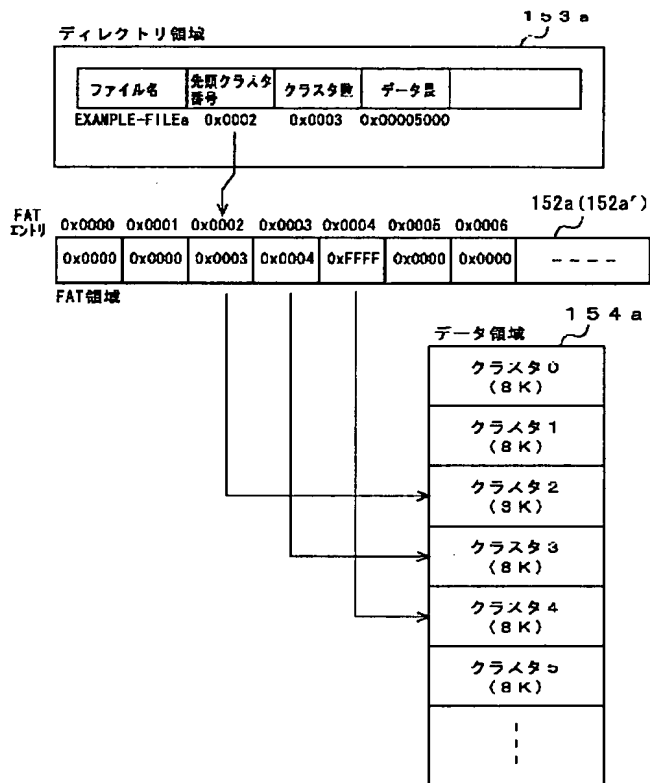 153a
ディレクトリ領域
ファイル名 先頭クラスタ番号 クラスタ数 データ長
EXAMPLE-FILEa 0x0002 0x0003 0x00005000
152a(152a′)
FAT
エントリ
0x0000 0x0001 0x0002 0x0003 0x0004 0x0005 0x0006
0x0000 0x0000 0x0003 0x0004 0xFFFF 0x0000 0x0000 ----
FAT領域
154a
データ領域
クラスタ0
(8K)
クラスタ1
(8K)
クラスタ2
(8K)
クラスタ3
(8K)
クラスタ4
(8K)
クラスタ5
(8K)